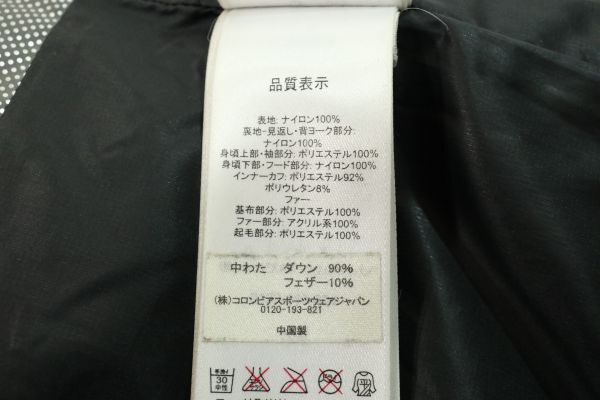 品質表示
表地: ナイロン100%
裏地-見返し・背ヨーク部分:
ナイロン100%
身頃上部・袖部分: ポリエステル100%
身頃下部・フード部分: ナイロン100%
インナーカフ: ポリエステル92%
ポリウレタン8%
ファー
基布部分: ポリエステル100%
ファー部分: アクリル系100%
起毛部分: ポリエステル100%
中わた ダウン 90%
フェザー10%
(株)コロンビアスポーツウェアジャパン
0120-193-821
中国製
手洗イ
30
中性